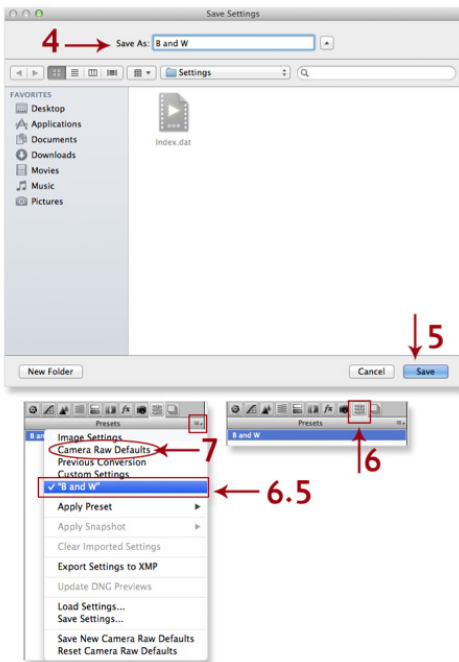 Save Settings
4
Save As: B and W
Settings
FAVORITES
Desktop
Applications
Documents
Downloads
Movies
Music
Pictures
Index.dat
5
New Folder
Cancel
Save
Presets
B an
Image Settings
Camera Raw Defaults
7
Previous Conversion
Custom Settings
"B and W"
6.5
Apply Preset
Apply Snapshot
Clear Imported Settings
Export Settings to XMP
Update DNG Previews
Load Settings...
Save Settings...
Save New Camera Raw Defaults
Reset Camera Raw Defaults
fx
Presets
B and W
6